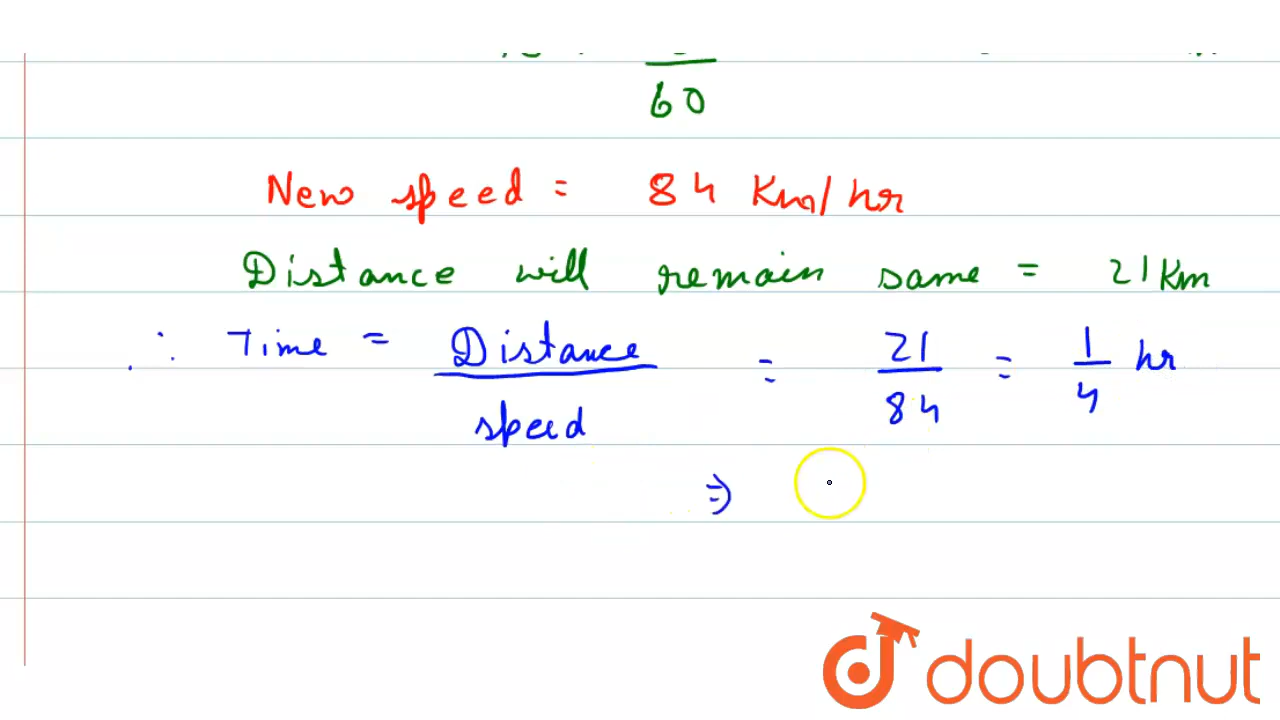 60
New speed = 84 Km/hr
Distance will remain same = 21 Km
∴ Time = Distance / speed = 21/84 = 1/4 hr
⇒
doubtnut